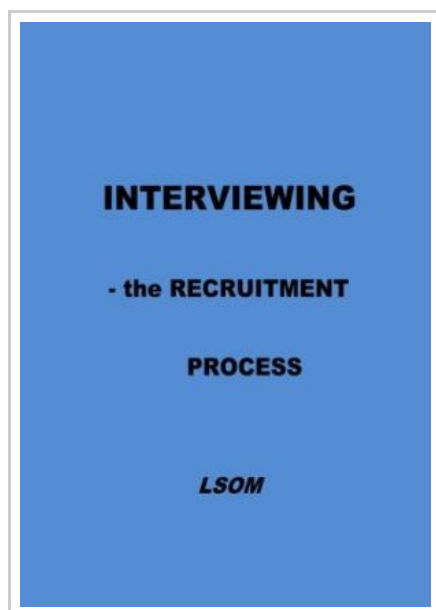 INTERVIEWING
- the RECRUITMENT
PROCESS
LSOM